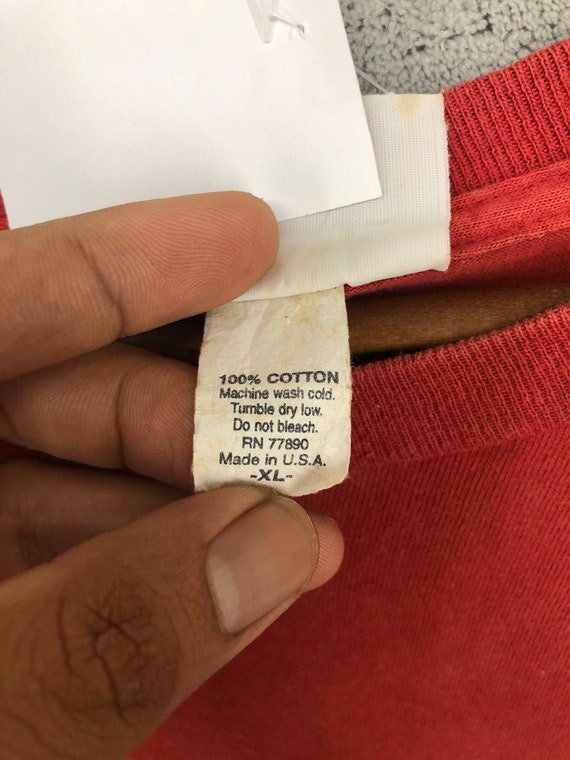 100% COTTON
Machine wash cold.
Tumble dry low.
Do not bleach.
RN 77890
Made in U.S.A.
-XL-